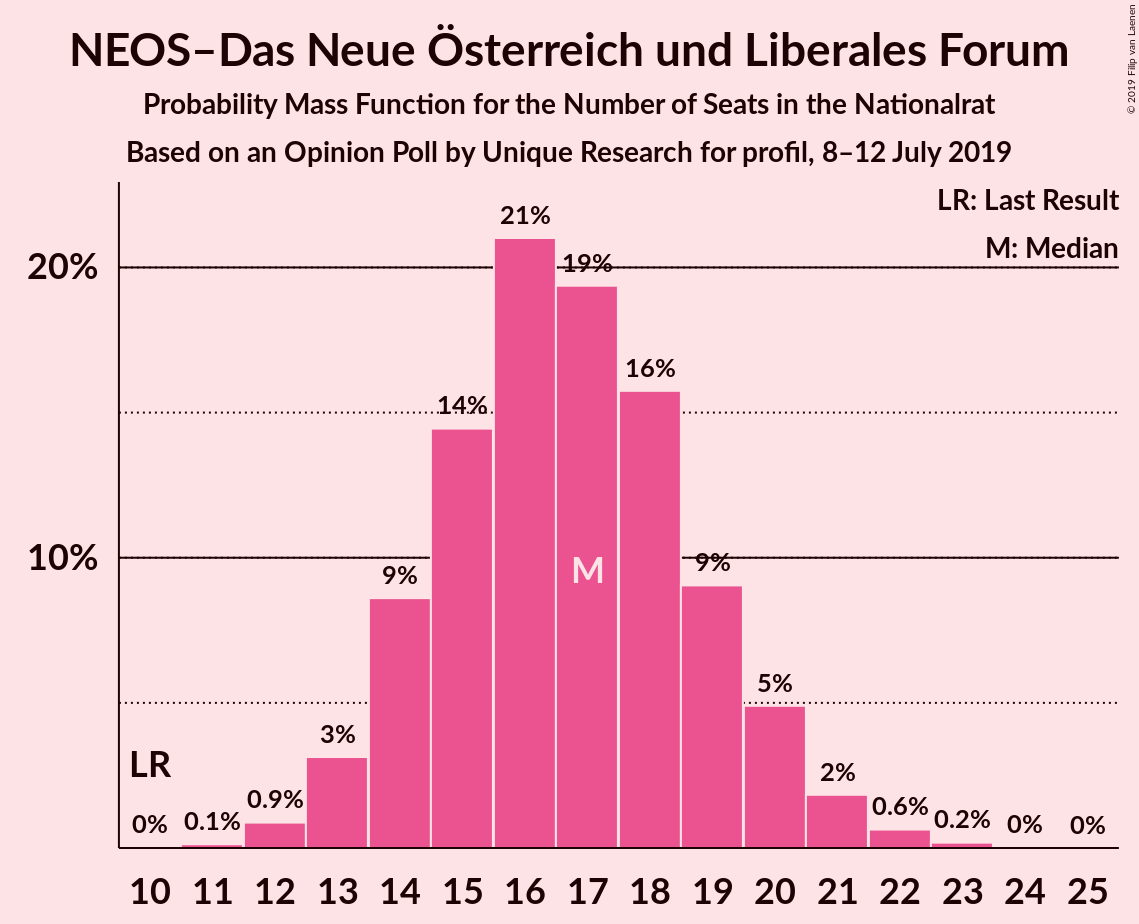 NEOS–Das Neue Österreich und Liberales Forum
Probability Mass Function for the Number of Seats in the Nationalrat
Based on an Opinion Poll by Unique Research for profil, 8–12 July 2019
© 2019 Filip van Laenen
LR: Last Result
M: Median
20%
10%
LR
0%
0.1%
0.9%
3%
9%
14%
21%
19%
M
16%
9%
5%
2%
0.6%
0.2%
0%
0%
10 11 12 13 14 15 16 17 18 19 20 21 22 23 24 25